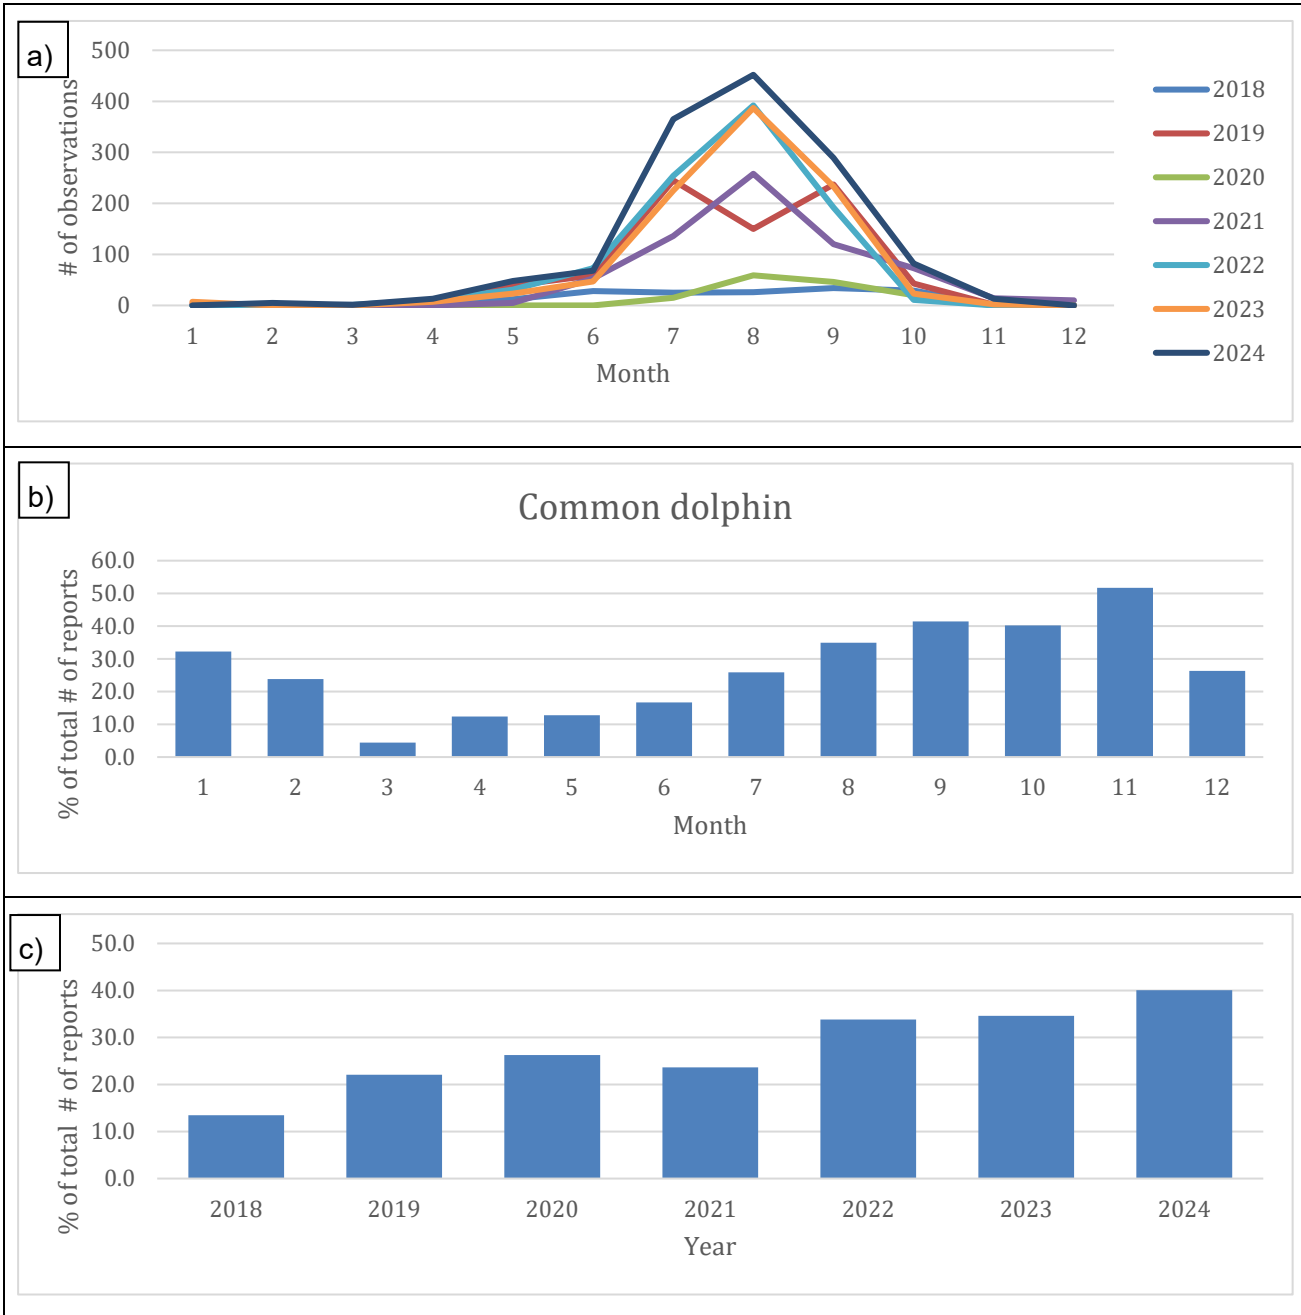 a)
# of observations
500
400
300
200
100
0
1 2 3 4 5 6 7 8 9 10 11 12
Month
2018
2019
2020
2021
2022
2023
2024
b)
Common dolphin
% of total # of reports
60.0
50.0
40.0
30.0
20.0
10.0
0.0
1 2 3 4 5 6 7 8 9 10 11 12
Month
c)
% of total # of reports
50.0
40.0
30.0
20.0
10.0
0.0
2018 2019 2020 2021 2022 2023 2024
Year